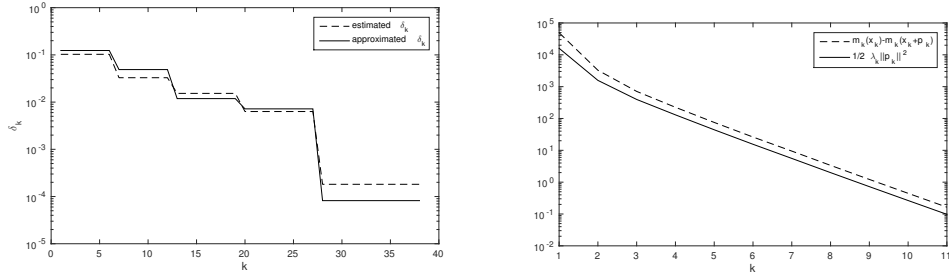 estimated δ_k
approximated δ_k
10^-1
10^0
10^-1
10^-2
10^-3
10^-4
10^-5
δ_k
0 5 10 15 20 25 30 35 40
k
m_k(x_k)-m_k(x_k+p_k)
1/2 λ_k||p_k||^2
10^5
10^4
10^3
10^2
10^1
10^0
10^-1
10^-2
1 2 3 4 5 6 7 8 9 10 11
k